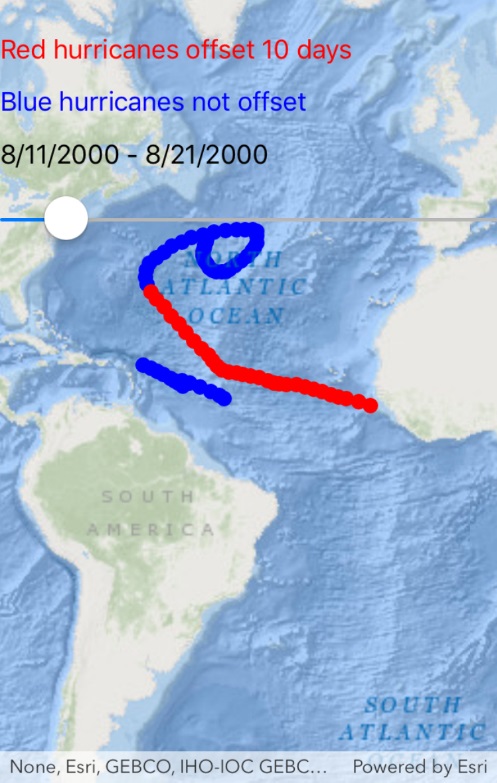 Red hurricanes offset 10 days
Blue hurricanes not offset
8/11/2000 - 8/21/2000
NORTH
ATLANTIC
OCEAN
SOUTH
AMERICA
SOUTH
ATLANTIC
None, Esri, GEBCO, IHO-IOC GEBC... Powered by Esri